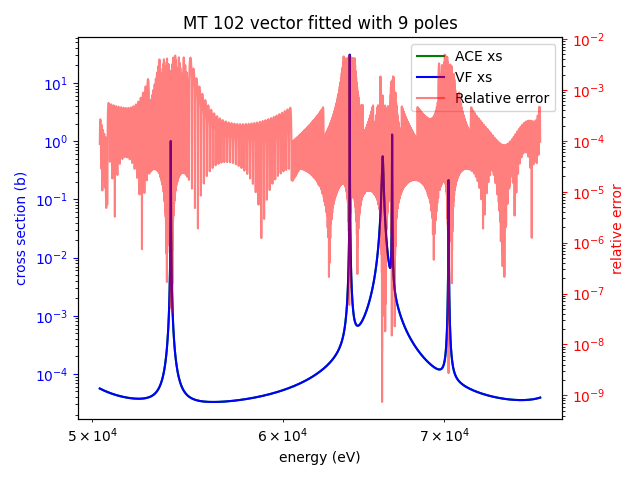 MT 102 vector fitted with 9 poles
ACE xs
VF xs
Relative error
cross section (b)
10¹
10⁰
10⁻¹
10⁻²
10⁻³
10⁻⁴
10⁻²
10⁻³
10⁻⁴
10⁻⁵
10⁻⁶
10⁻⁷
10⁻⁸
10⁻⁹
relative error
5 × 10⁴ 6 × 10⁴ 7 × 10⁴
energy (eV)